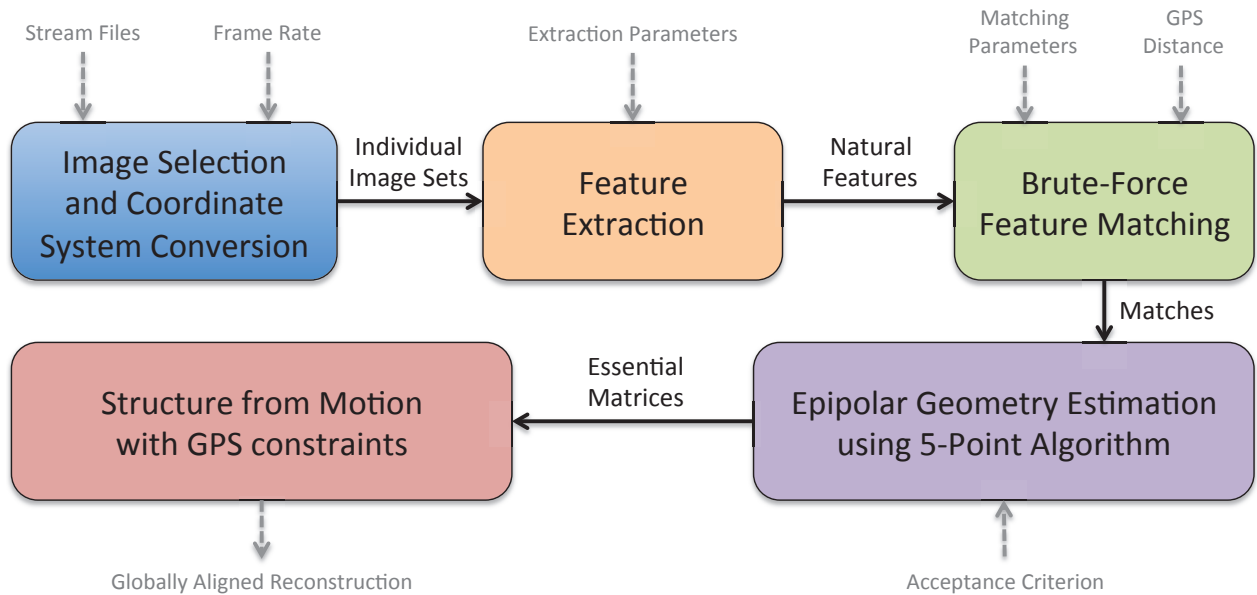 Stream Files
Frame Rate
Extraction Parameters
Matching
Parameters
GPS
Distance
Image Selection
and Coordinate
System Conversion
Individual
Image Sets
Feature
Extraction
Natural
Features
Brute-Force
Feature Matching
Matches
Structure from Motion
with GPS constraints
Essential
Matrices
Epipolar Geometry Estimation
using 5-Point Algorithm
Globally Aligned Reconstruction
Acceptance Criterion